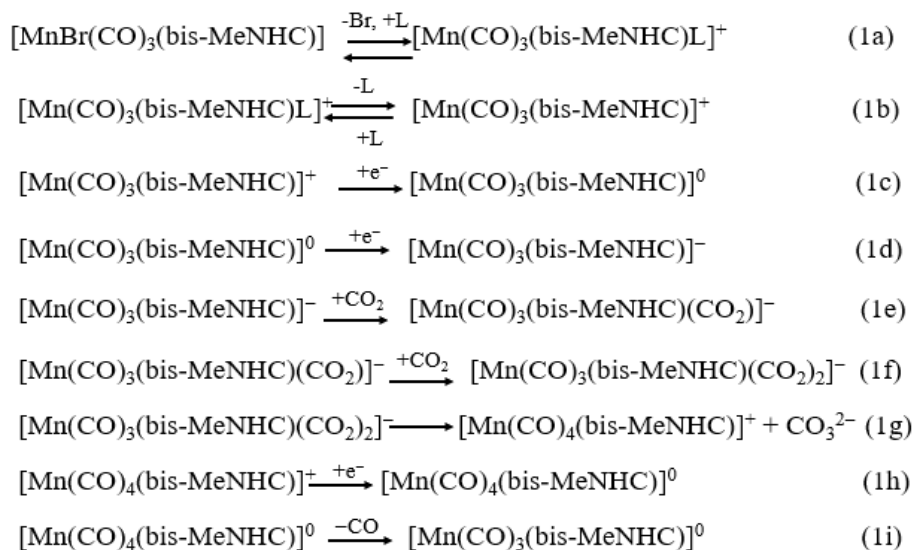 [MnBr(CO)₃(bis-MeNHC)] -Br, +L [Mn(CO)₃(bis-MeNHC)L]⁺ (1a)
[Mn(CO)₃(bis-MeNHC)L]⁺ -L +L [Mn(CO)₃(bis-MeNHC)]⁺ (1b)
[Mn(CO)₃(bis-MeNHC)]⁺ +e⁻ [Mn(CO)₃(bis-MeNHC)]⁰ (1c)
[Mn(CO)₃(bis-MeNHC)]⁰ +e⁻ [Mn(CO)₃(bis-MeNHC)]⁻ (1d)
[Mn(CO)₃(bis-MeNHC)]⁻ +CO₂ [Mn(CO)₃(bis-MeNHC)(CO₂)]⁻ (1e)
[Mn(CO)₃(bis-MeNHC)(CO₂)]⁻ +CO₂ [Mn(CO)₃(bis-MeNHC)(CO₂)₂]⁻ (1f)
[Mn(CO)₃(bis-MeNHC)(CO₂)₂]⁻ → [Mn(CO)₄(bis-MeNHC)]⁺ + CO₃²⁻ (1g)
[Mn(CO)₄(bis-MeNHC)]⁺ +e⁻ [Mn(CO)₄(bis-MeNHC)]⁰ (1h)
[Mn(CO)₄(bis-MeNHC)]⁰ −CO [Mn(CO)₃(bis-MeNHC)]⁰ (1i)